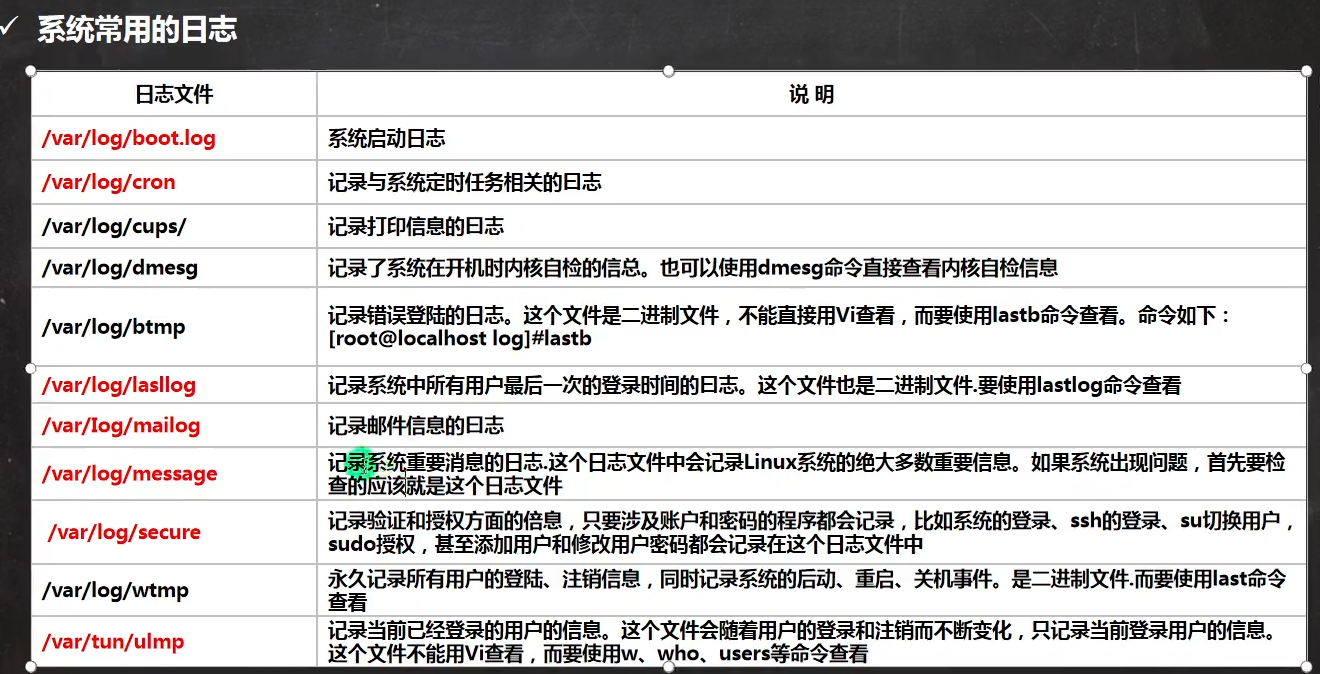 ✓ 系统常用的日志
日志文件 说 明
/var/log/boot.log 系统启动日志
/var/log/cron 记录与系统定时任务相关的日志
/var/log/cups/ 记录打印信息的日志
/var/log/dmesg 记录了系统在开机时内核自检的信总。也可以使用dmesg命令直接查看内核自检信息
/var/log/btmp 记录错误登陆的日志。这个文件是二进制文件，不能直接用Vi查看，而要使用lastb命令查看。命令如下：
[root@localhost log]#lastb
/var/log/lasllog 记录系统中所有用户最后一次的登录时间的曰志。这个文件也是二进制文件.要使用lastlog命令查看
/var/Iog/mailog 记录邮件信息的曰志
/var/log/message 记录系统重要消息的日志.这个日志文件中会记录Linux系统的绝大多数重要信息。如果系统出现问题，首先要检
查的应该就是这个日志文件
/var/log/secure 记录验证和授权方面的倍息，只要涉及账户和密码的程序都会记录，比如系统的登录、ssh的登录、su切换用户，
sudo授权，甚至添加用户和修改用户密码都会记录在这个日志文件中
/var/log/wtmp 永久记录所有用户的登陆、注销信息，同时记录系统的后动、重启、关机事件。是二进制文件.而要使用last命令
查看
/var/tun/ulmp 记录当前已经登录的用户的信息。这个文件会随着用户的登录和注销而不断变化，只记录当前登录用户的信息。
这个文件不能用Vi查看，而要使用w、who、users等命令查看